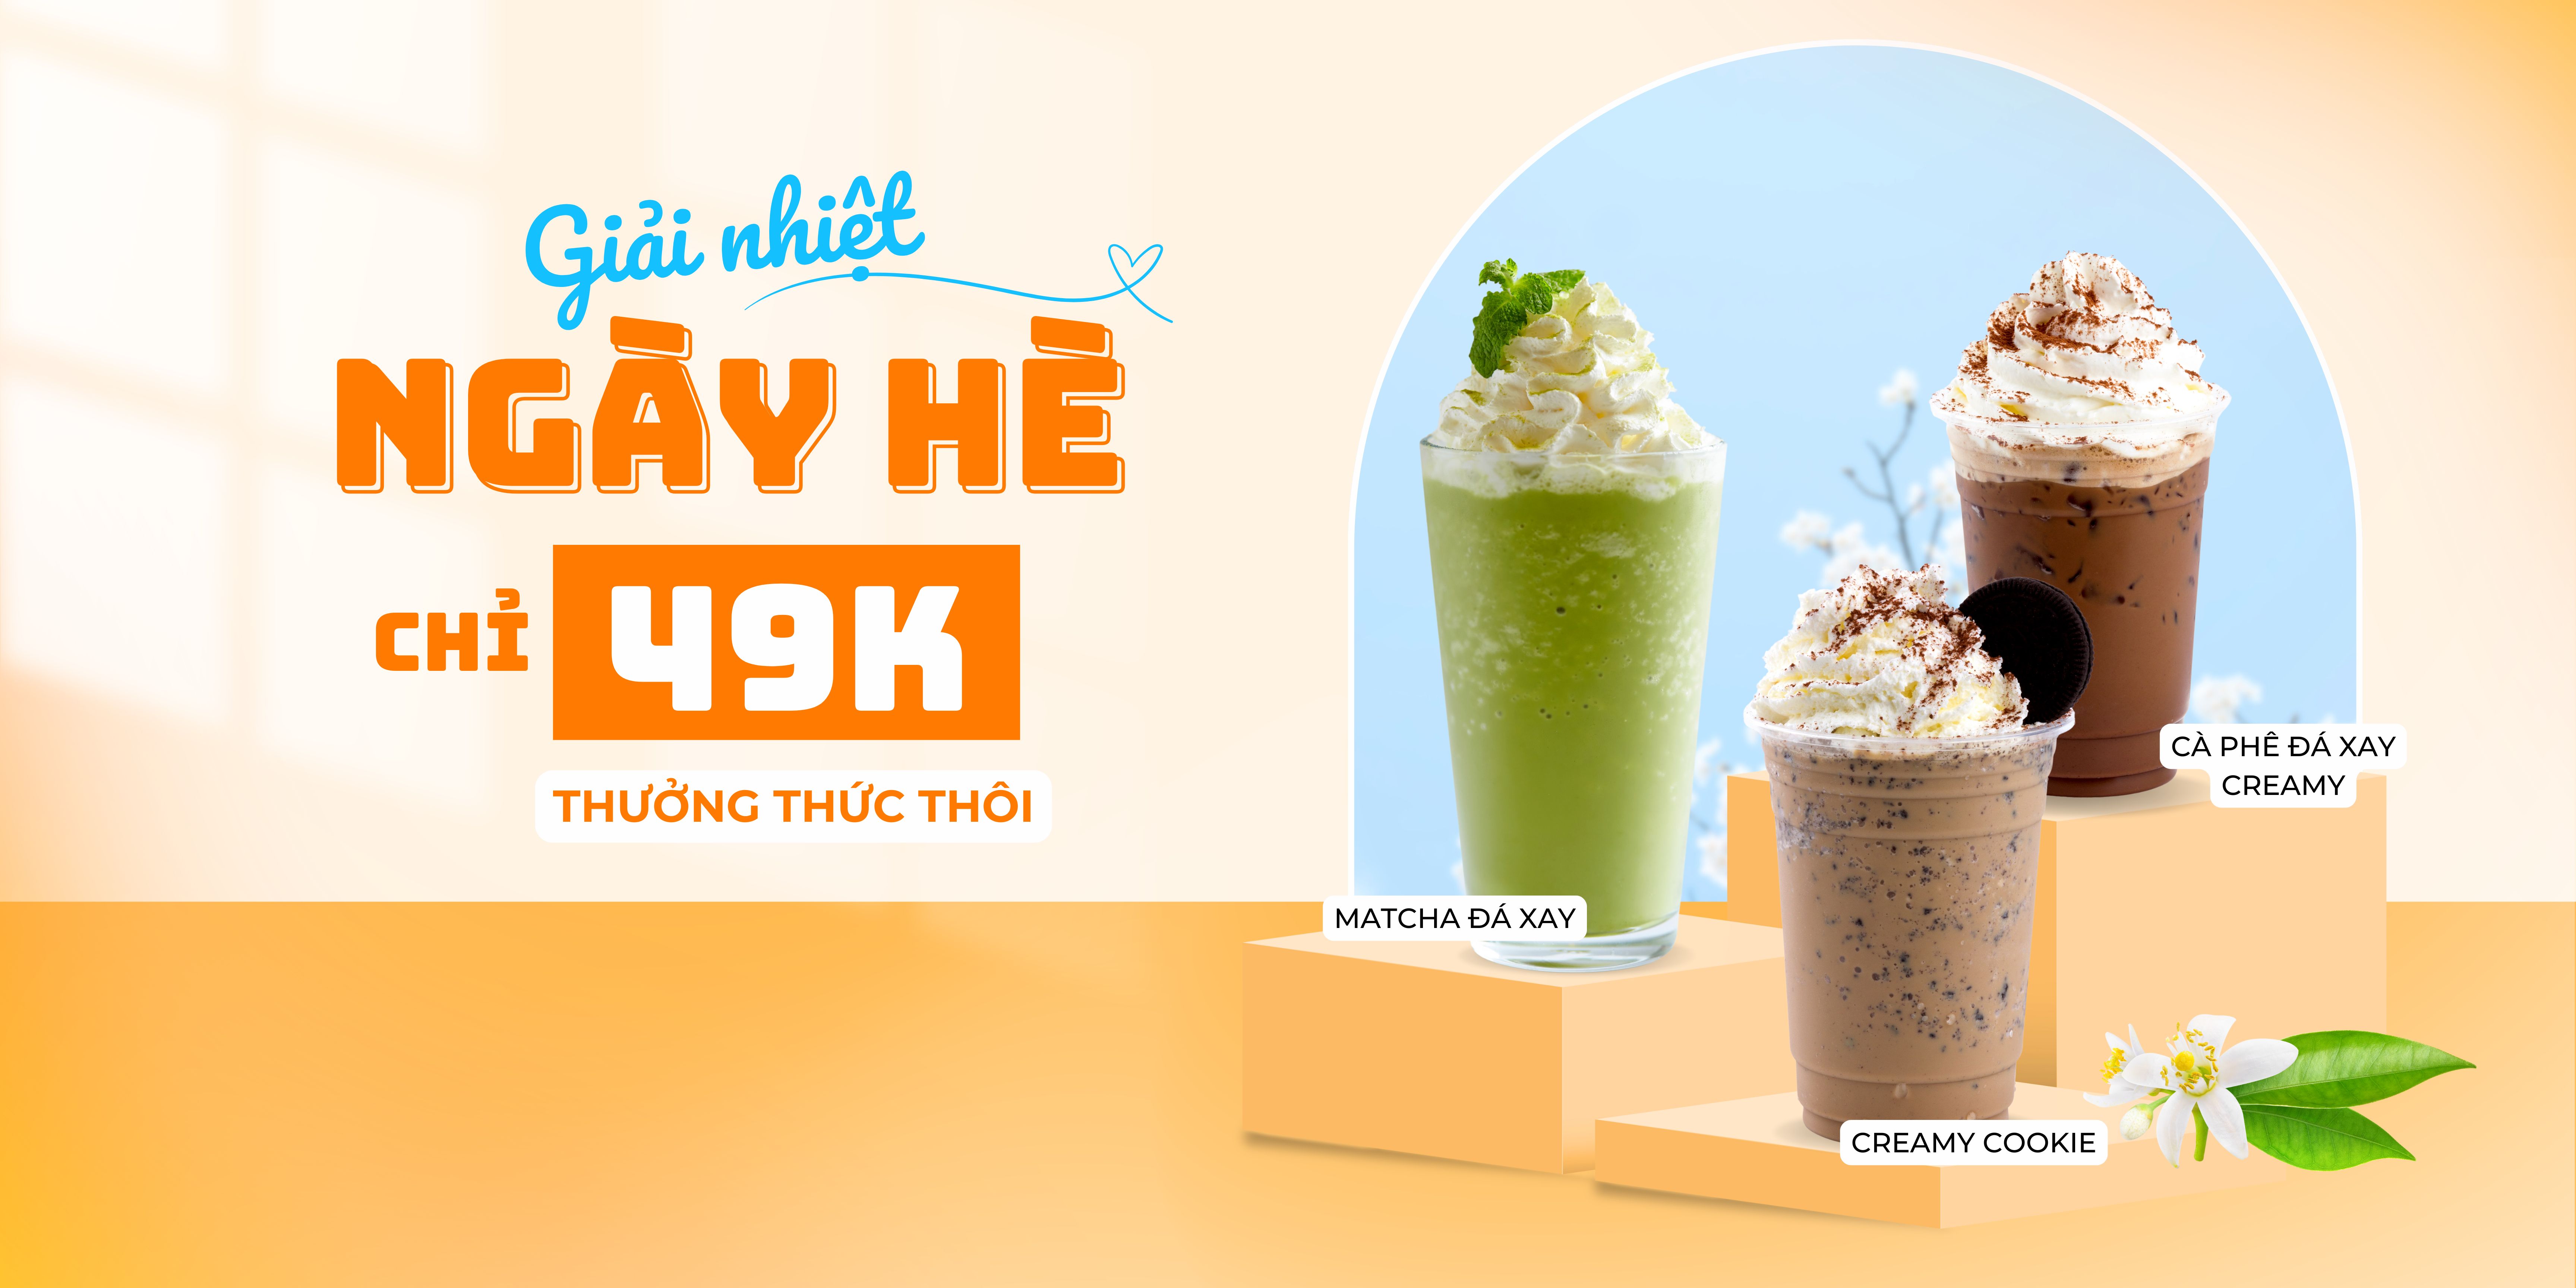 Giải nhiệt
NGÀY HÈ
CHỈ 49K
THƯỞNG THỨC THÔI
CÀ PHÊ ĐÁ XAY
CREAMY
MATCHA ĐÁ XAY
CREAMY COOKIE